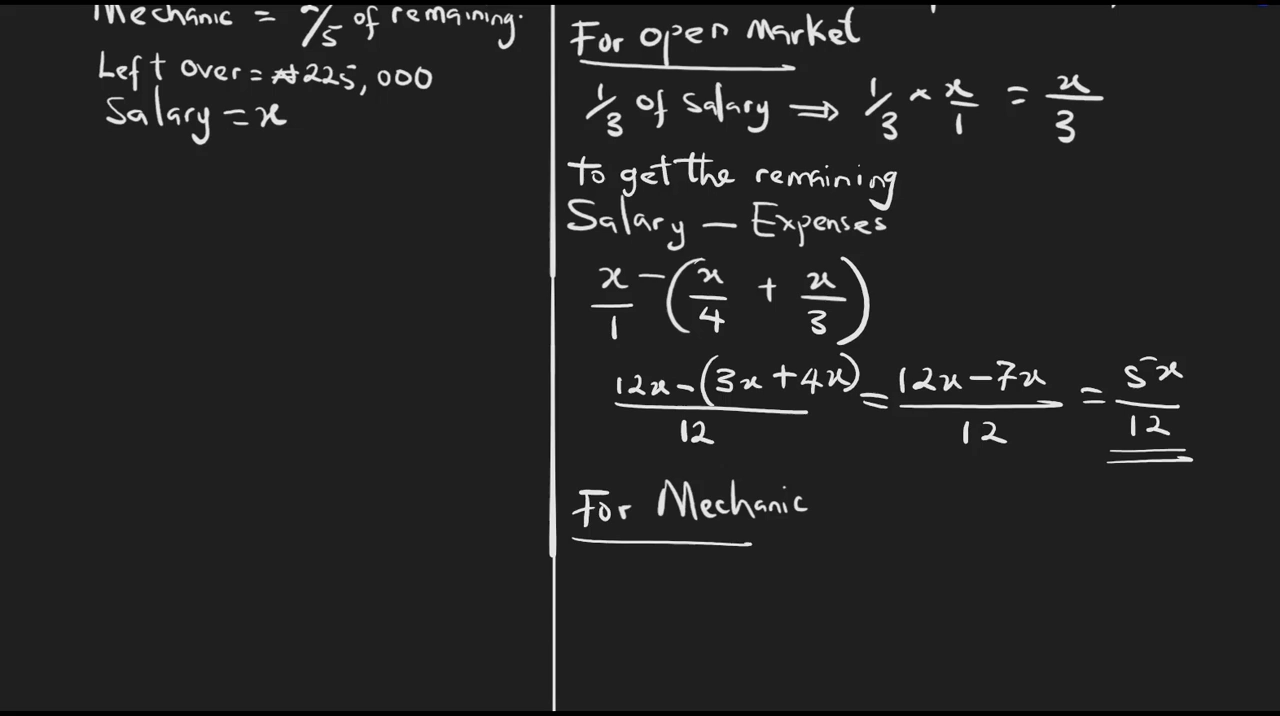 Mechanic = 2/5 of remaining.
Left over = ₦225,000
Salary = x
For Open Market
1/3 of Salary ⇒ 1/3 × x/1 = x/3
To get the remaining
Salary – Expenses
x/1 – (x/4 + x/3)
12x – (3x + 4x)/12 = 12x – 7x/12 = 5x/12
For Mechanic